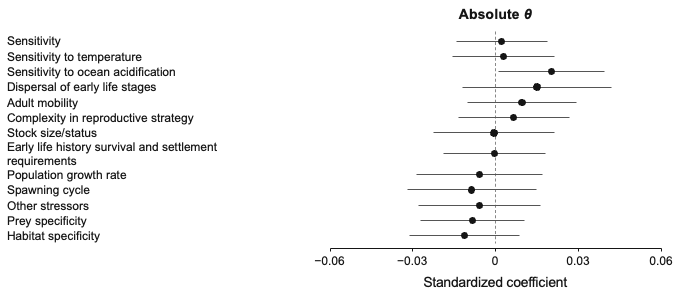 Absolute θ
Sensitivity
Sensitivity to temperature
Sensitivity to ocean acidification
Dispersal of early life stages
Adult mobility
Complexity in reproductive strategy
Stock size/status
Early life history survival and settlement
requirements
Population growth rate
Spawning cycle
Other stressors
Prey specificity
Habitat specificity
−0.06 −0.03 0 0.03 0.06
Standardized coefficient